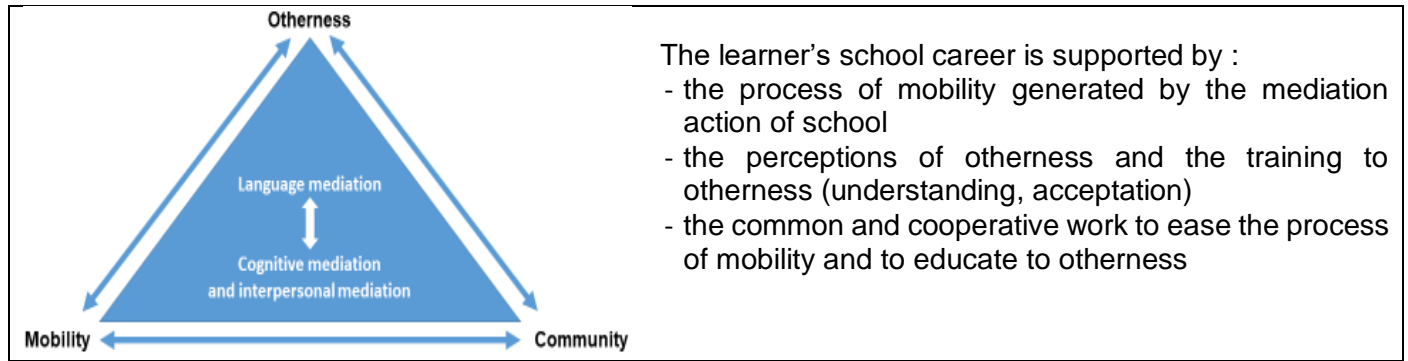 Otherness
Language mediation
Cognitive mediation
and interpersonal mediation
Mobility
Community
The learner’s school career is supported by :
- the process of mobility generated by the mediation
action of school
- the perceptions of otherness and the training to
otherness (understanding, acceptation)
- the common and cooperative work to ease the process
of mobility and to educate to otherness